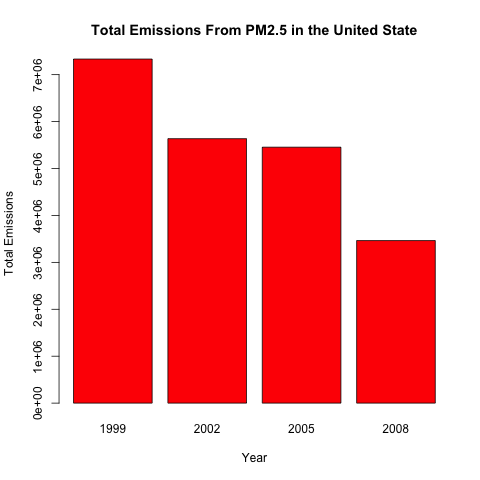 Total Emissions From PM2.5 in the United State
Total Emissions
7e+06
6e+06
5e+06
4e+06
3e+06
2e+06
1e+06
0e+00
1999 2002 2005 2008
Year